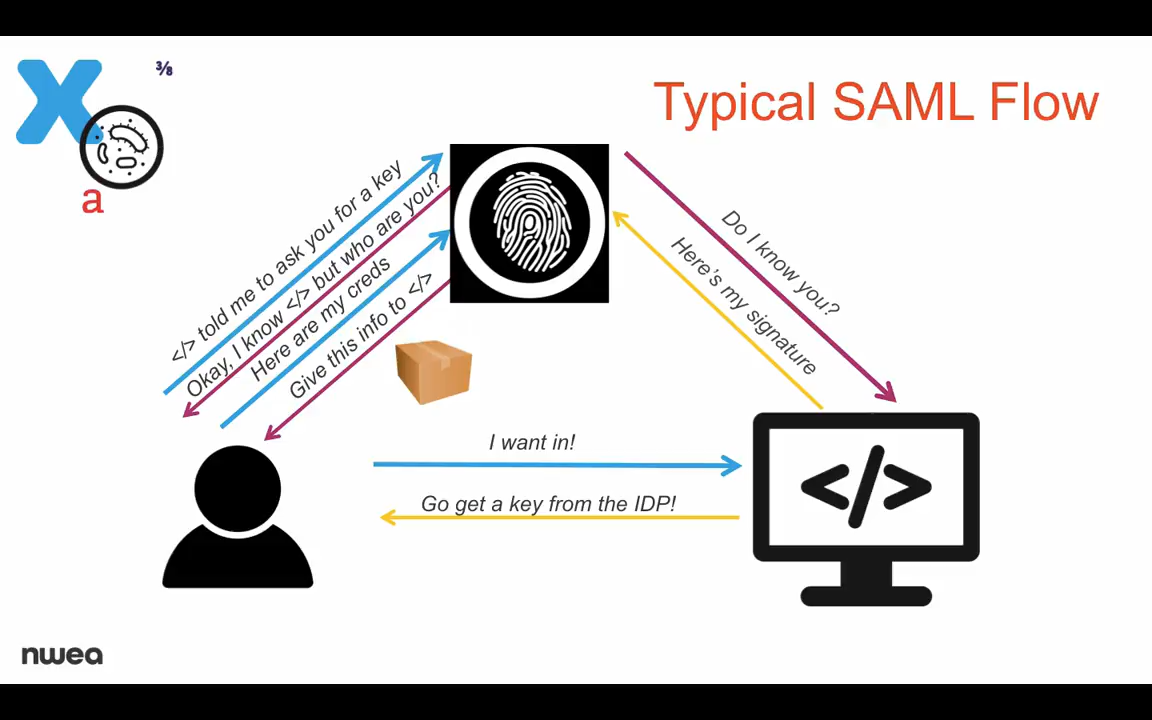 X
⅜
a
Typical SAML Flow
</> told me to ask you for a key
Okay, I know </> but who are you?
Here are my creds
Give this info to </>
Do I know you?
Here's my signature
I want in!
Go get a key from the IDP!
</>
nwea